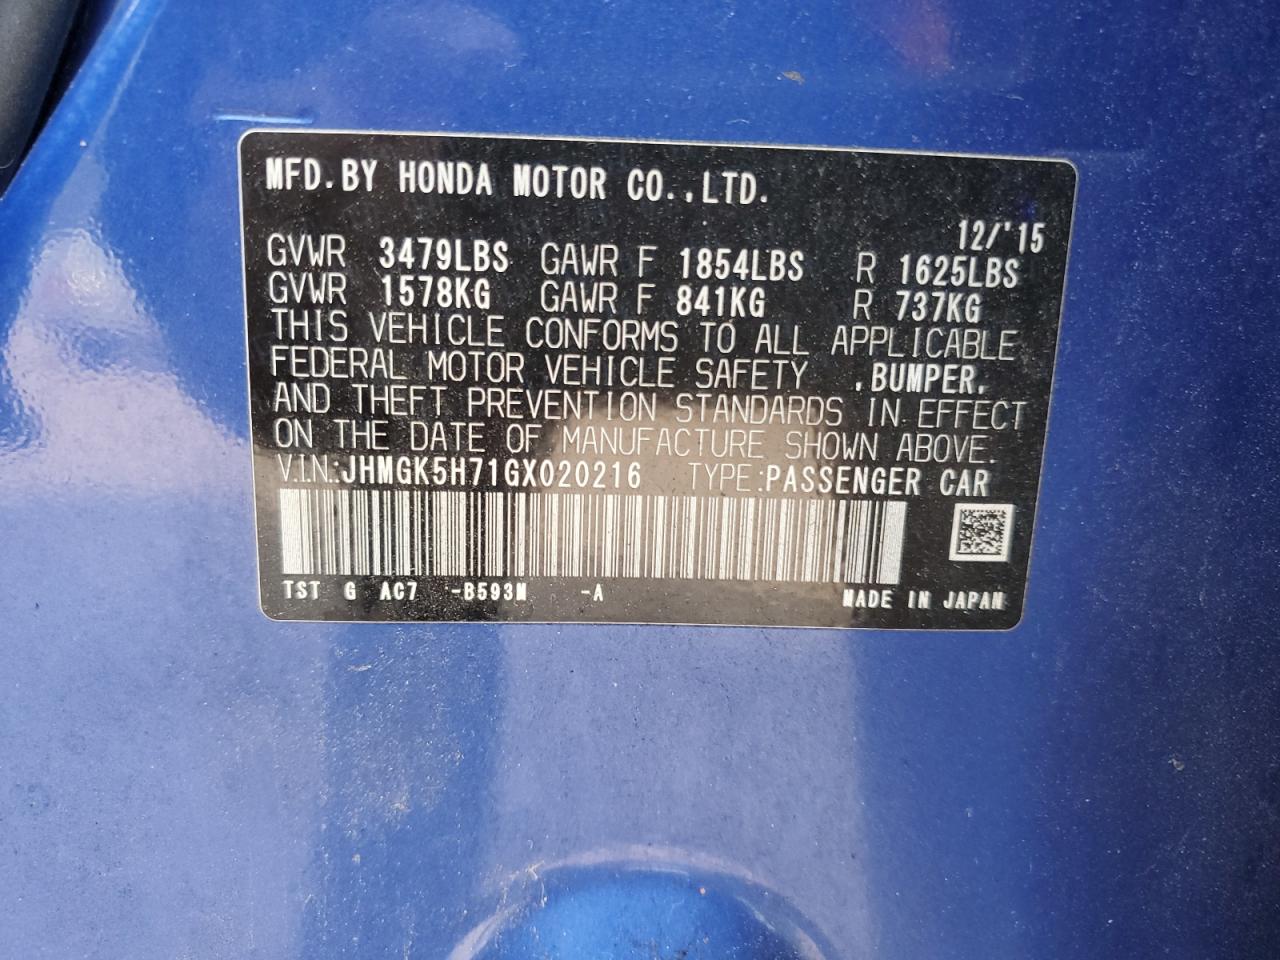 MFD.BY HONDA MOTOR CO.,LTD.
12/'15
GVWR 3479LBS GAWR F 1854LBS R 1625LBS
GVWR 1578KG GAWR F 841KG R 737KG
THIS VEHICLE CONFORMS TO ALL APPLICABLE
FEDERAL MOTOR VEHICLE SAFETY ,BUMPER,
AND THEFT PREVENTION STANDARDS IN EFFECT
ON THE DATE OF MANUFACTURE SHOWN ABOVE.
V.I.N.:JHMGK5H71GX020216 TYPE:PASSENGER CAR
TST G AC7 -B593M -A MADE IN JAPAN